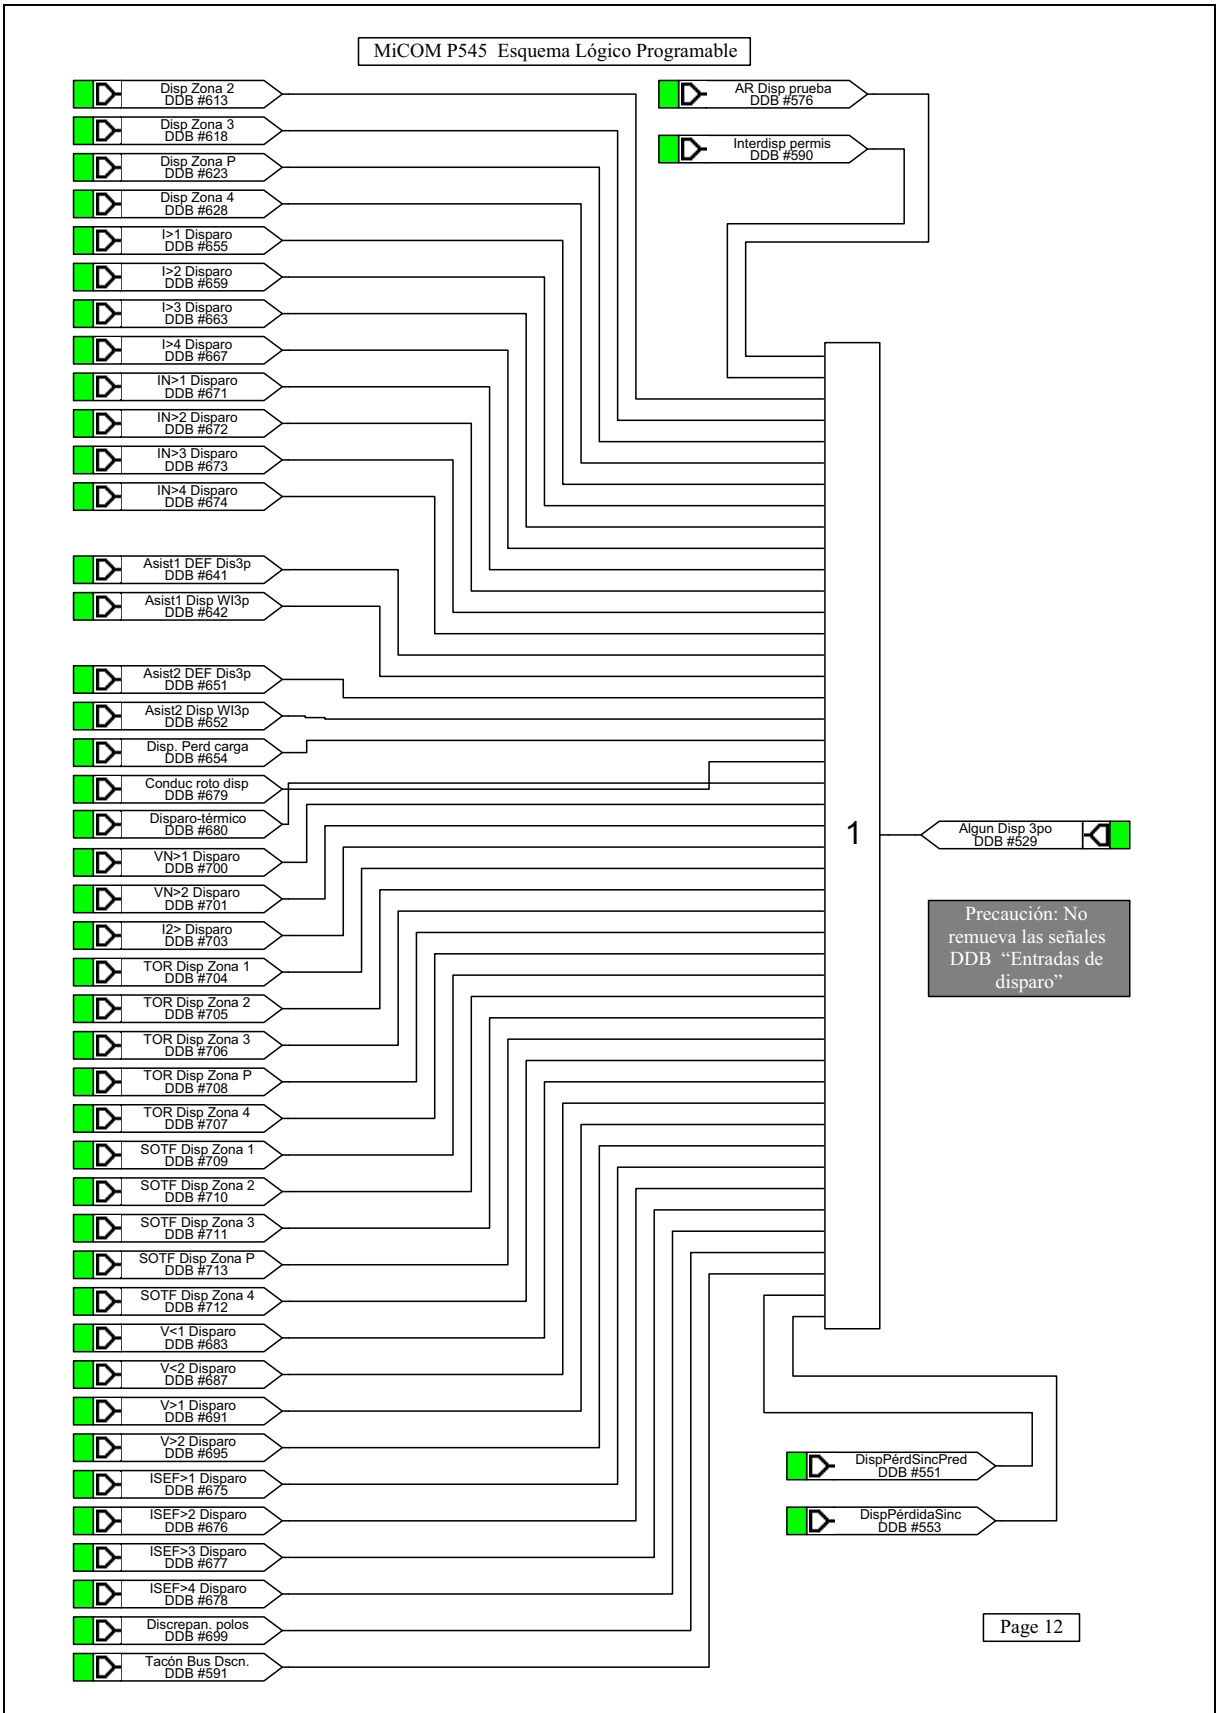 MiCOM P545 Esquema Lógico Programable
Disp Zona 2
DDB #613
Disp Zona 3
DDB #618
Disp Zona P
DDB #623
Disp Zona 4
DDB #628
I>1 Disparo
DDB #655
I>2 Disparo
DDB #659
I>3 Disparo
DDB #663
I>4 Disparo
DDB #667
IN>1 Disparo
DDB #671
IN>2 Disparo
DDB #672
IN>3 Disparo
DDB #673
IN>4 Disparo
DDB #674
Asist1 DEF Dis3p
DDB #641
Asist1 Disp WI3p
DDB #642
Asist2 DEF Dis3p
DDB #651
Asist2 Disp WI3p
DDB #652
Disp. Perd carga
DDB #654
Conduc roto disp
DDB #679
Disparo-térmico
DDB #680
VN>1 Disparo
DDB #700
VN>2 Disparo
DDB #701
I2> Disparo
DDB #703
TOR Disp Zona 1
DDB #704
TOR Disp Zona 2
DDB #705
TOR Disp Zona 3
DDB #706
TOR Disp Zona P
DDB #708
TOR Disp Zona 4
DDB #707
SOTF Disp Zona 1
DDB #709
SOTF Disp Zona 2
DDB #710
SOTF Disp Zona 3
DDB #711
SOTF Disp Zona P
DDB #713
SOTF Disp Zona 4
DDB #712
V<1 Disparo
DDB #683
V<2 Disparo
DDB #687
V>1 Disparo
DDB #691
V>2 Disparo
DDB #695
ISEF>1 Disparo
DDB #675
ISEF>2 Disparo
DDB #676
ISEF>3 Disparo
DDB #677
ISEF>4 Disparo
DDB #678
Discrepan. polos
DDB #699
Tacón Bus Dscn.
DDB #591
AR Disp prueba
DDB #576
Interdisp permis
DDB #590
1
Algun Disp 3po
DDB #529
Precaución: No
remueva las señales
DDB “Entradas de
disparo”
DispPérdSincPred
DDB #551
DispPérdidaSinc
DDB #553
Page 12